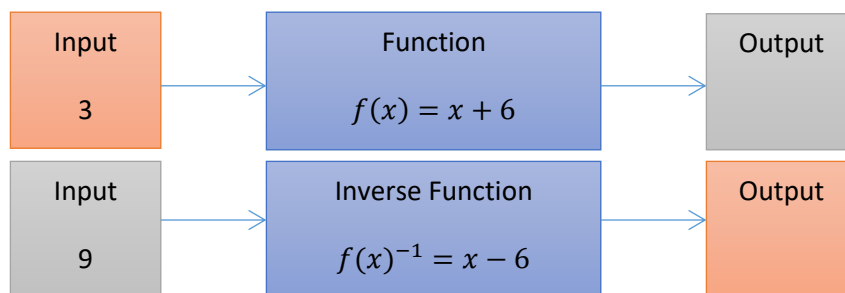 Input
3
Function
f(x) = x + 6
Output
Input
9
Inverse Function
f(x)⁻¹ = x − 6
Output